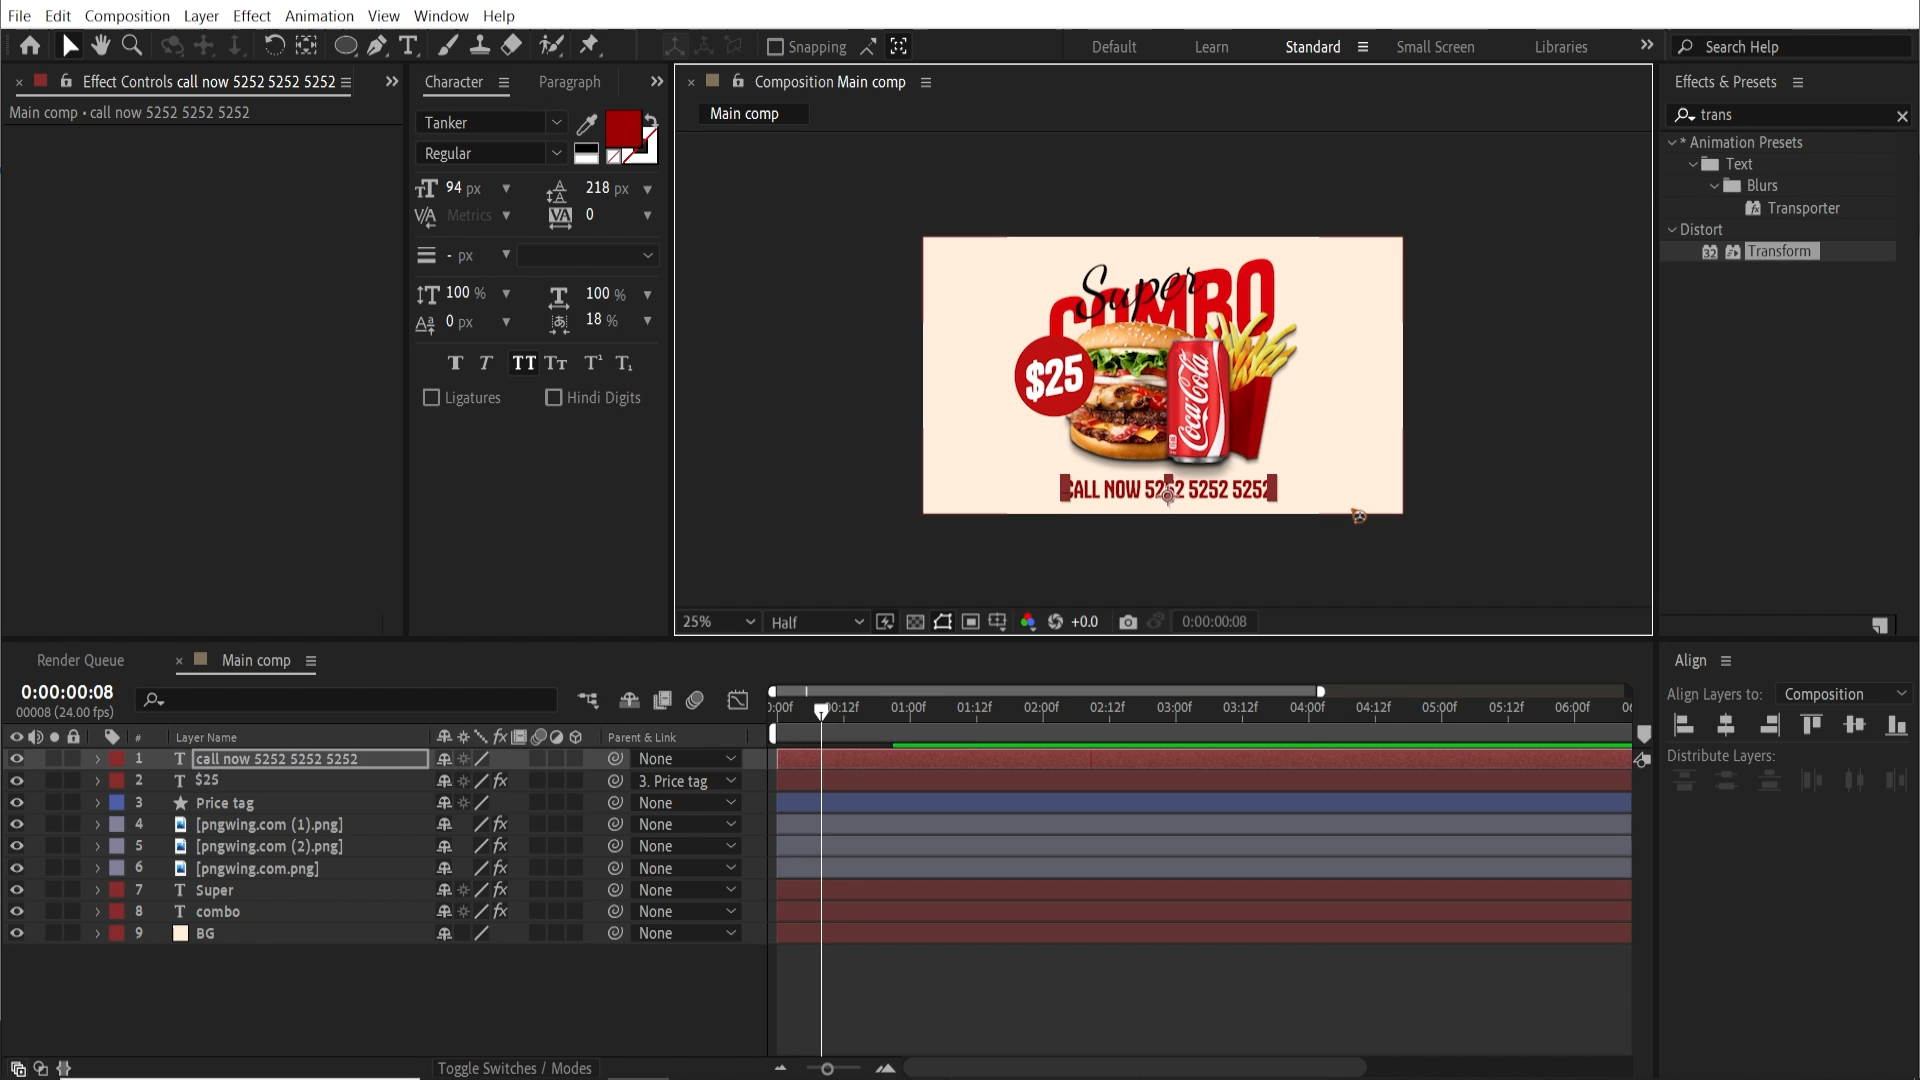 File Edit Composition Layer Effect Animation View Window Help
Snapping Default Learn Standard Small Screen Libraries Search Help
Effect Controls call now 5252 5252 5252
Main comp • call now 5252 5252 5252
Character Paragraph
Tanker
Regular
94 px 218 px
Metrics 0
- px
100 % 100 %
0 px 18 %
Ligatures Hindi Digits
Composition Main comp
Main comp
Super
COMBO
$25
Coca-Cola
CALL NOW 5252 5252 5252
25% Half +0.0 0:00:00:08
Effects & Presets
trans
* Animation Presets
Text
Blurs
Transporter
Distort
32 Transform
Render Queue Main comp
0:00:00:08
00008 (24.00 fps)
# Layer Name Parent & Link
1 T call now 5252 5252 5252 None
2 T $25 fx 3. Price tag
3 Price tag None
4 [pngwing.com (1).png] fx None
5 [pngwing.com (2).png] fx None
6 [pngwing.com.png] fx None
7 T Super fx None
8 T combo fx None
9 BG None
Toggle Switches / Modes
):00f 00:12f 01:00f 01:12f 02:00f 02:12f 03:00f 03:12f 04:00f 04:12f 05:00f 05:12f 06:00f
Align
Align Layers to: Composition
Distribute Layers: